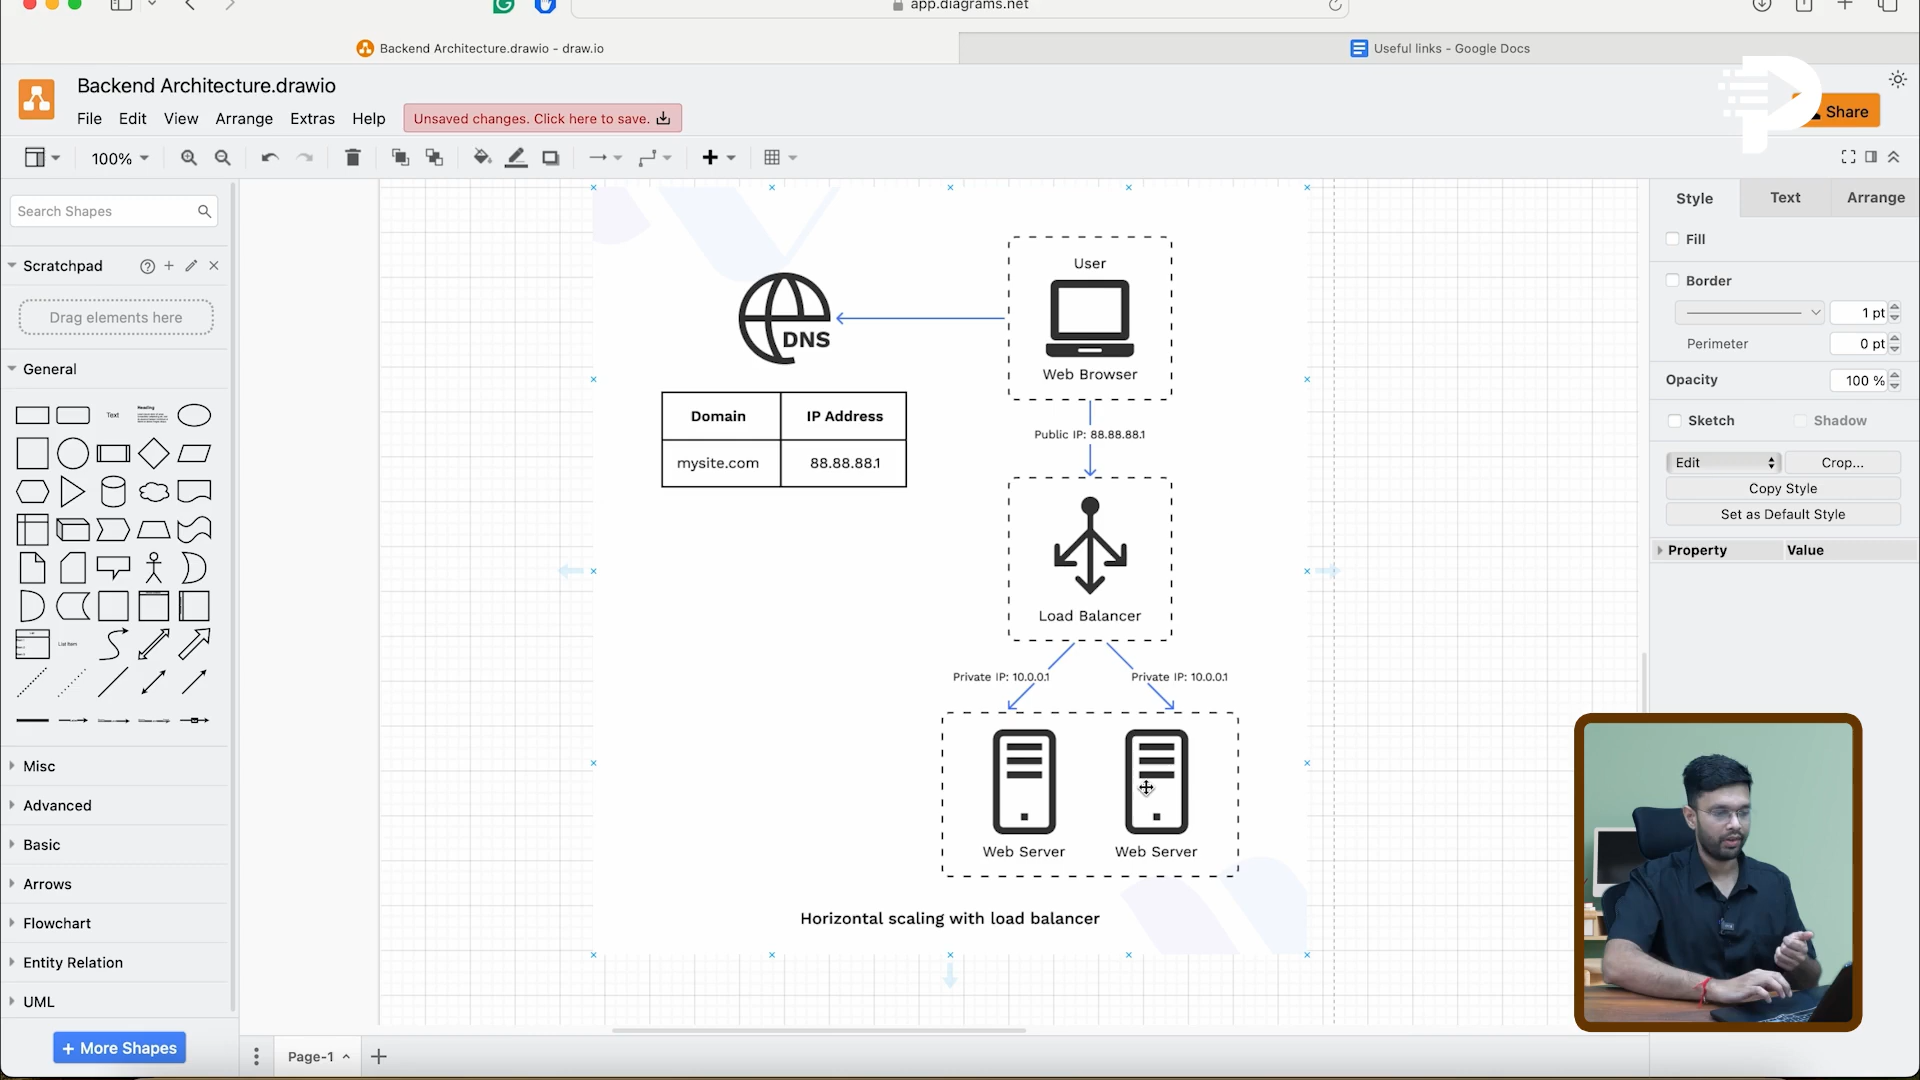 app.diagrams.net
Backend Architecture.drawio - draw.io
Useful links - Google Docs
Backend Architecture.drawio
File Edit View Arrange Extras Help
Unsaved changes. Click here to save.
Share
100%
Search Shapes
Scratchpad
Drag elements here
General
Text
Heading
List Item
Misc
Advanced
Basic
Arrows
Flowchart
Entity Relation
UML
+ More Shapes
Page-1
DNS
Domain IP Address
mysite.com 88.88.88.1
User
Web Browser
Public IP: 88.88.88.1
Load Balancer
Private IP: 10.0.0.1 Private IP: 10.0.0.1
Web Server Web Server
Horizontal scaling with load balancer
Style Text Arrange
Fill
Border
1 pt
Perimeter 0 pt
Opacity 100 %
Sketch Shadow
Edit Crop...
Copy Style
Set as Default Style
Property Value